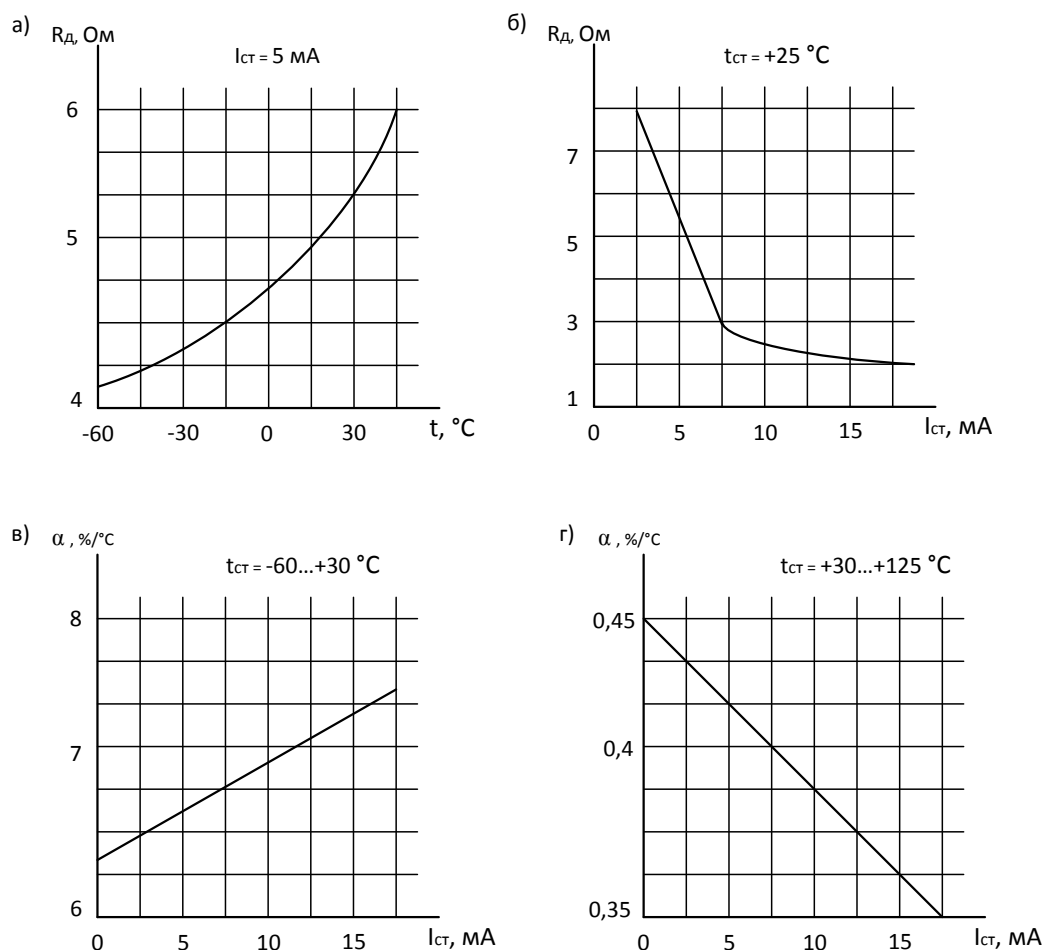 а)
Rд, Ом
Iст = 5 мА
6
5
4
-60 -30 0 30 t, °C
б)
Rд, Ом
tст = +25 °C
7
5
3
1
0 5 10 15 Iст, мА
в)
α , %/°C
tст = -60...+30 °C
8
7
6
0 5 10 15 Iст, мА
г)
α, %/°C
tст = +30...+125 °C
0,45
0,4
0,35
0 5 10 15 Iст, мА